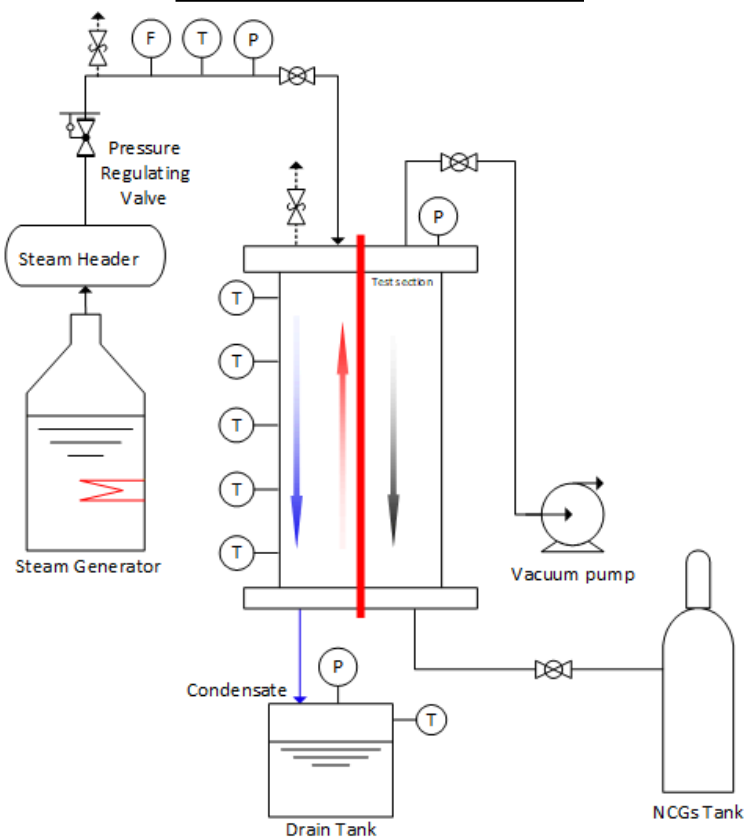 F T P
Pressure
Regulating
Valve
P
Steam Header
Test section
T
T
T
T
T
Steam Generator
Vacuum pump
P
Condensate
T
NCGs Tank
Drain Tank